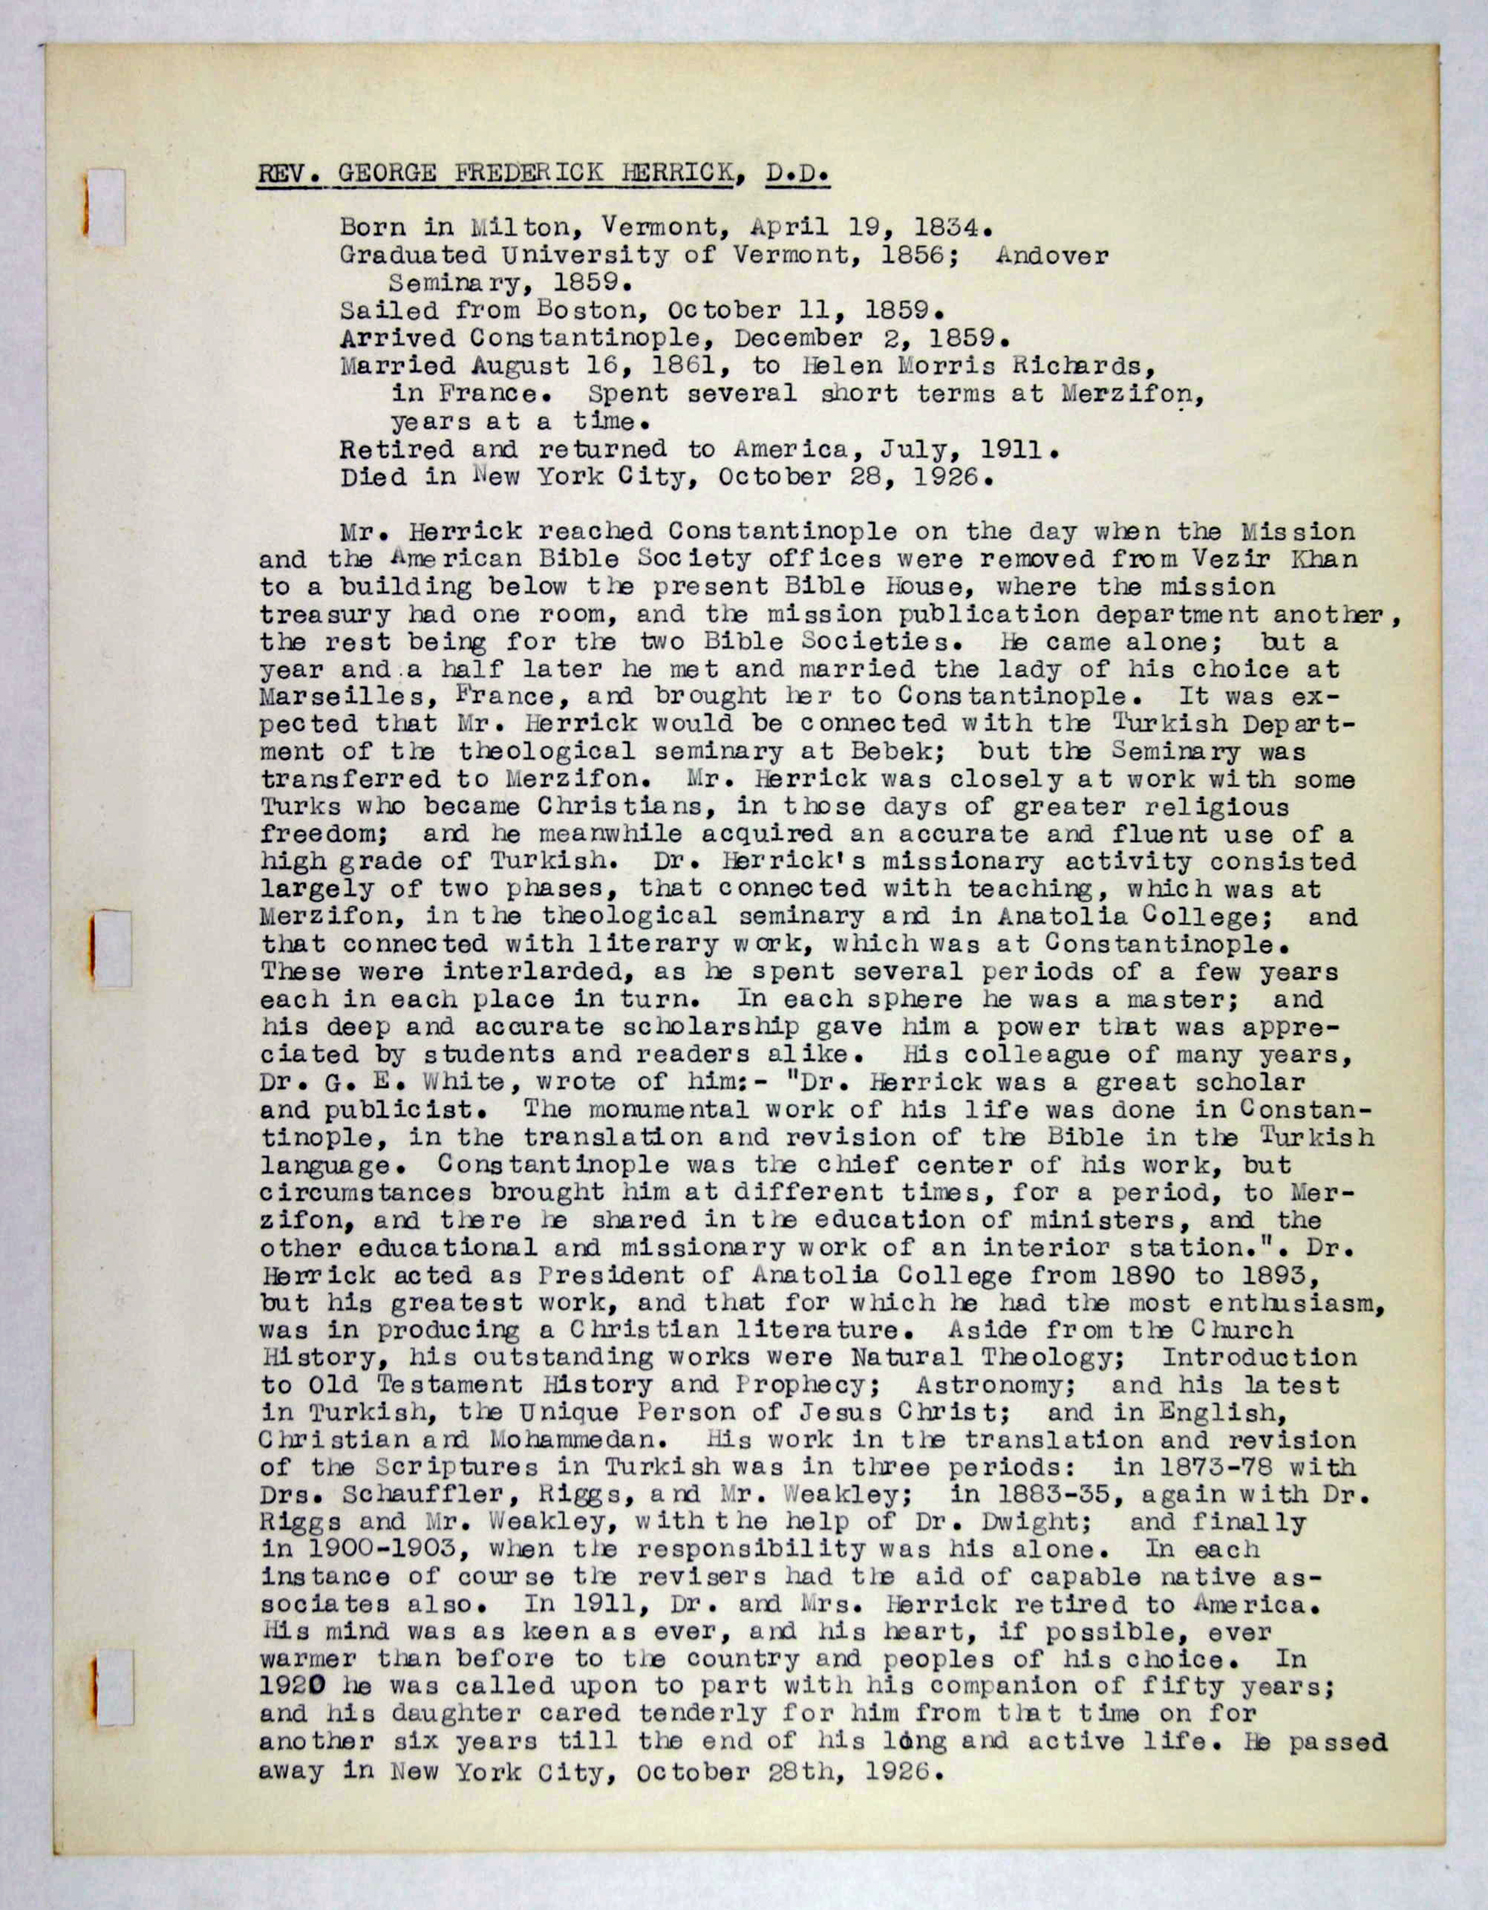 REV. GEORGE FREDERICK HERRICK, D.D.
Born in Milton, Vermont, April 19, 1834.
Graduated University of Vermont, 1856; Andover
Seminary, 1859.
Sailed from Boston, October 11, 1859.
Arrived Constantinople, December 2, 1859.
Married August 16, 1861, to Helen Morris Richards,
in France. Spent several short terms at Merzifon,
years at a time.
Retired and returned to America, July, 1911.
Died in New York City, October 28, 1926.
Mr. Herrick reached Constantinople on the day when the Mission
and the American Bible Society offices were removed from Vezir Khan
to a building below the present Bible House, where the mission
treasury had one room, and the mission publication department another,
the rest being for the two Bible Societies. He came alone; but a
year and a half later he met and married the lady of his choice at
Marseilles, France, and brought her to Constantinople. It was ex-
pected that Mr. Herrick would be connected with the Turkish Depart-
ment of the theological seminary at Bebek; but the Seminary was
transferred to Merzifon. Mr. Herrick was closely at work with some
Turks who became Christians, in those days of greater religious
freedom; and he meanwhile acquired an accurate and fluent use of a
high grade of Turkish. Dr. Herrick's missionary activity consisted
largely of two phases, that connected with teaching, which was at
Merzifon, in the theological seminary and in Anatolia College; and
that connected with literary work, which was at Constantinople.
These were interlarded, as he spent several periods of a few years
each in each place in turn. In each sphere he was a master; and
his deep and accurate scholarship gave him a power that was appre-
ciated by students and readers alike. His colleague of many years,
Dr. G. E. White, wrote of him:- "Dr. Herrick was a great scholar
and publicist. The monumental work of his life was done in Constan-
tinople, in the translation and revision of the Bible in the Turkish
language. Constantinople was the chief center of his work, but
circumstances brought him at different times, for a period, to Mer-
zifon, and there he shared in the education of ministers, and the
other educational and missionary work of an interior station.". Dr.
Herrick acted as President of Anatolia College from 1890 to 1893,
but his greatest work, and that for which he had the most enthusiasm,
was in producing a Christian literature. Aside from the Church
History, his outstanding works were Natural Theology; Introduction
to Old Testament History and Prophecy; Astronomy; and his latest
in Turkish, the Unique Person of Jesus Christ; and in English,
Christian and Mohammedan. His work in the translation and revision
of the Scriptures in Turkish was in three periods: in 1873-78 with
Drs. Schauffler, Riggs, and Mr. Weakley; in 1883-35, again with Dr.
Riggs and Mr. Weakley, with the help of Dr. Dwight; and finally
in 1900-1903, when the responsibility was his alone. In each
instance of course the revisers had the aid of capable native as-
sociates also. In 1911, Dr. and Mrs. Herrick retired to America.
His mind was as keen as ever, and his heart, if possible, ever
warmer than before to the country and peoples of his choice. In
1920 he was called upon to part with his companion of fifty years;
and his daughter cared tenderly for him from that time on for
another six years till the end of his long and active life. He passed
away in New York City, October 28th, 1926.